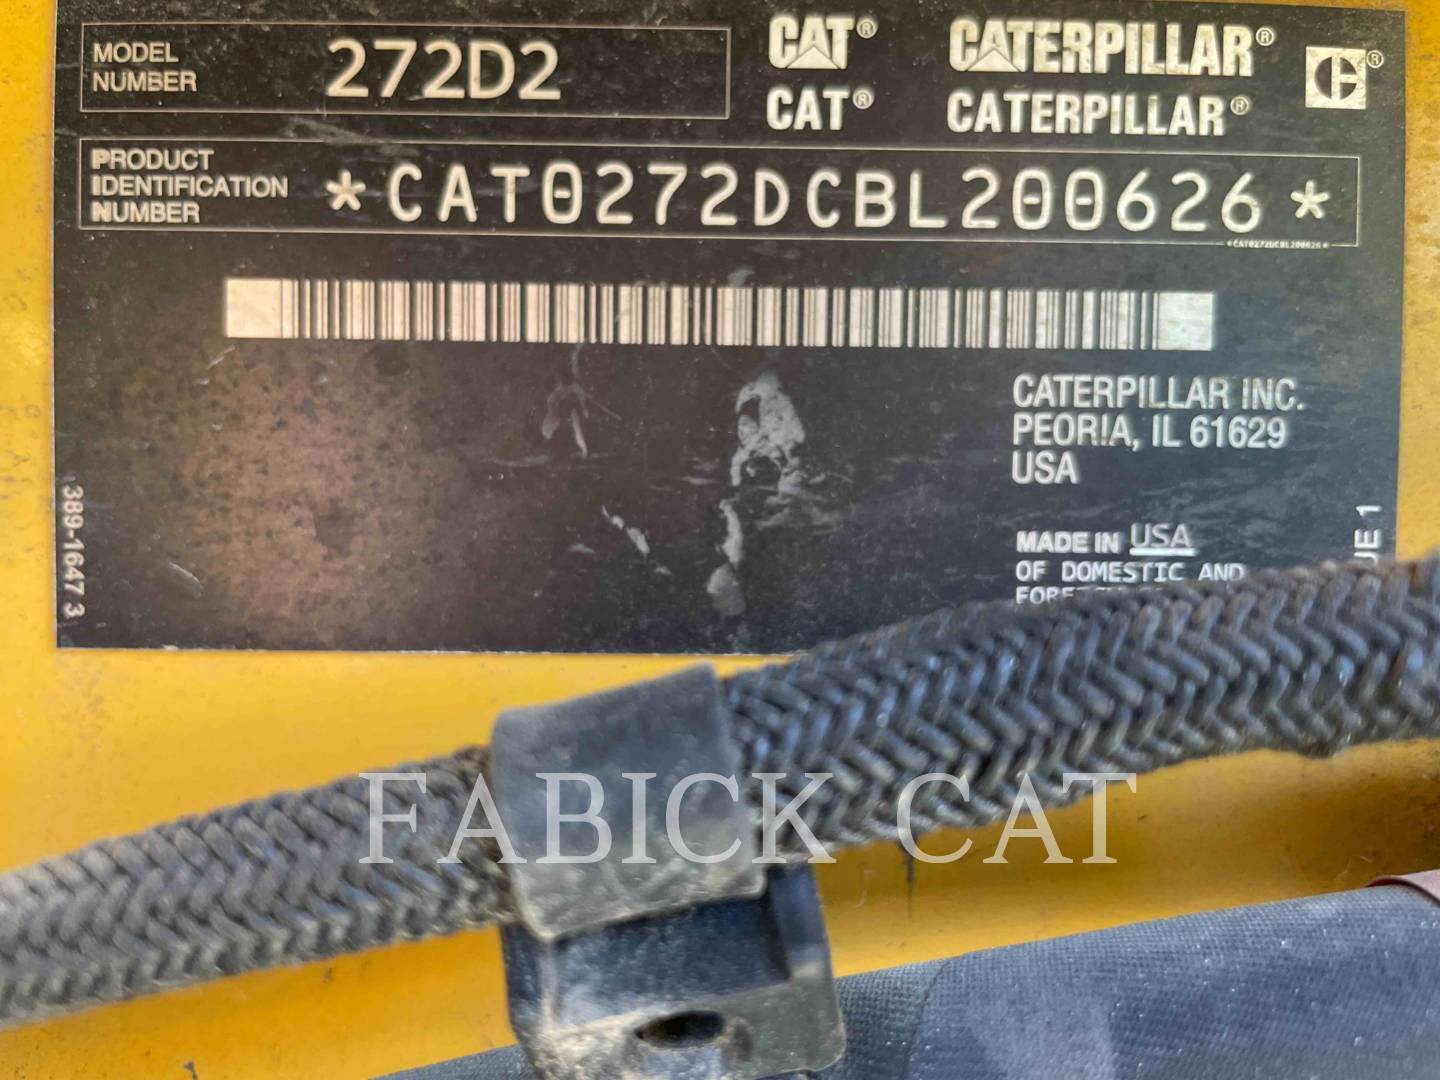 MODEL NUMBER 272D2
CAT® CATERPILLAR®
CAT® CATERPILLAR®
PRODUCT IDENTIFICATION NUMBER *CAT0272DCBL200626*
*CAT0272DCBL200626*
CATERPILLAR INC.
PEORIA, IL 61629
USA
MADE IN USA
OF DOMESTIC AND
389-1647 3
FABICK CAT